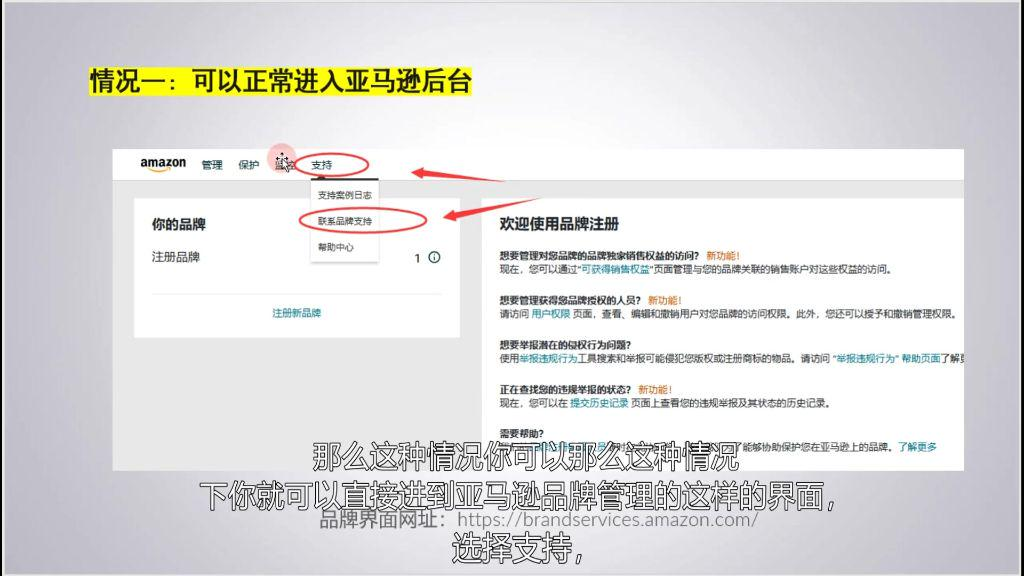 情况一：可以正常进入亚马逊后台
amazon 管理 保护 支持
支持案例日志
联系品牌支持
帮助中心
你的品牌
注册品牌 1
注册新品牌
欢迎使用品牌注册
想要管理对您品牌的品牌独家销售权益的访问？ 新功能！
现在，您可以通过“可获得销售权益”页面管理与您的品牌关联的销售账户对这些权益的访问。
想要管理获得您品牌授权的人员？ 新功能！
请访问 用户权限 页面，查看、编辑和撤销用户对您品牌的访问权限。此外，您还可以授予和撤销管理权限。
想要举报潜在的侵权行为问题？
使用举报违规行为工具搜索和举报可能侵犯您版权或注册商标的物品。请访问 “举报违规行为” 帮助页面了解更
正在查找您的违规举报的状态？ 新功能！
现在，您可以在 提交历史记录 页面上查看您的违规举报及其状态的历史记录。
需要帮助？
了能够协助保护您在亚马逊上的品牌。 了解更多
那么这种情况你可以那么这种情况
下你就可以直接进到亚马逊品牌管理的这样的界面，
品牌界面网址：https://brandservices.amazon.com/
选择支持，